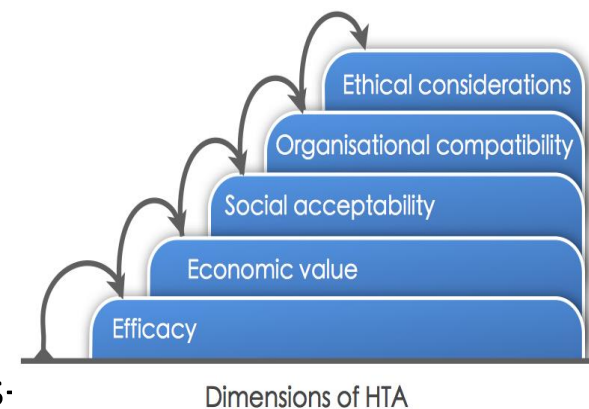 Ethical considerations
Organisational compatibility
Social acceptability
Economic value
Efficacy
Dimensions of HTA